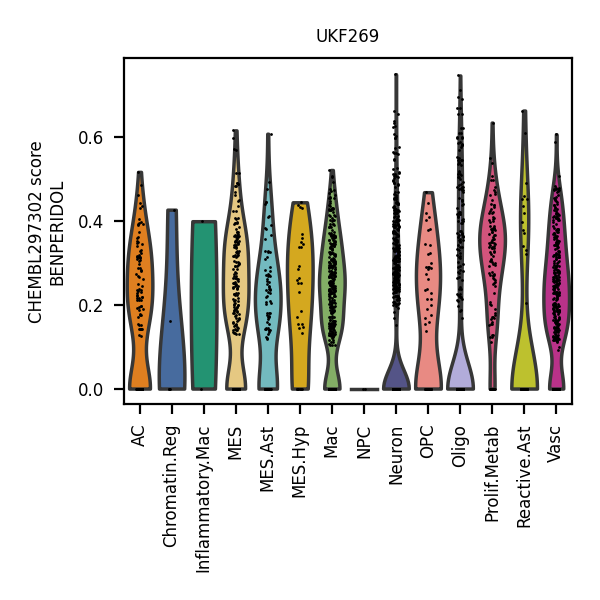 UKF269
CHEMBL297302 score
BENPERIDOL
0.6
0.4
0.2
0.0
AC
Chromatin.Reg
Inflammatory.Mac
MES
MES.Ast
MES.Hyp
Mac
NPC
Neuron
OPC
Oligo
Prolif.Metab
Reactive.Ast
Vasc